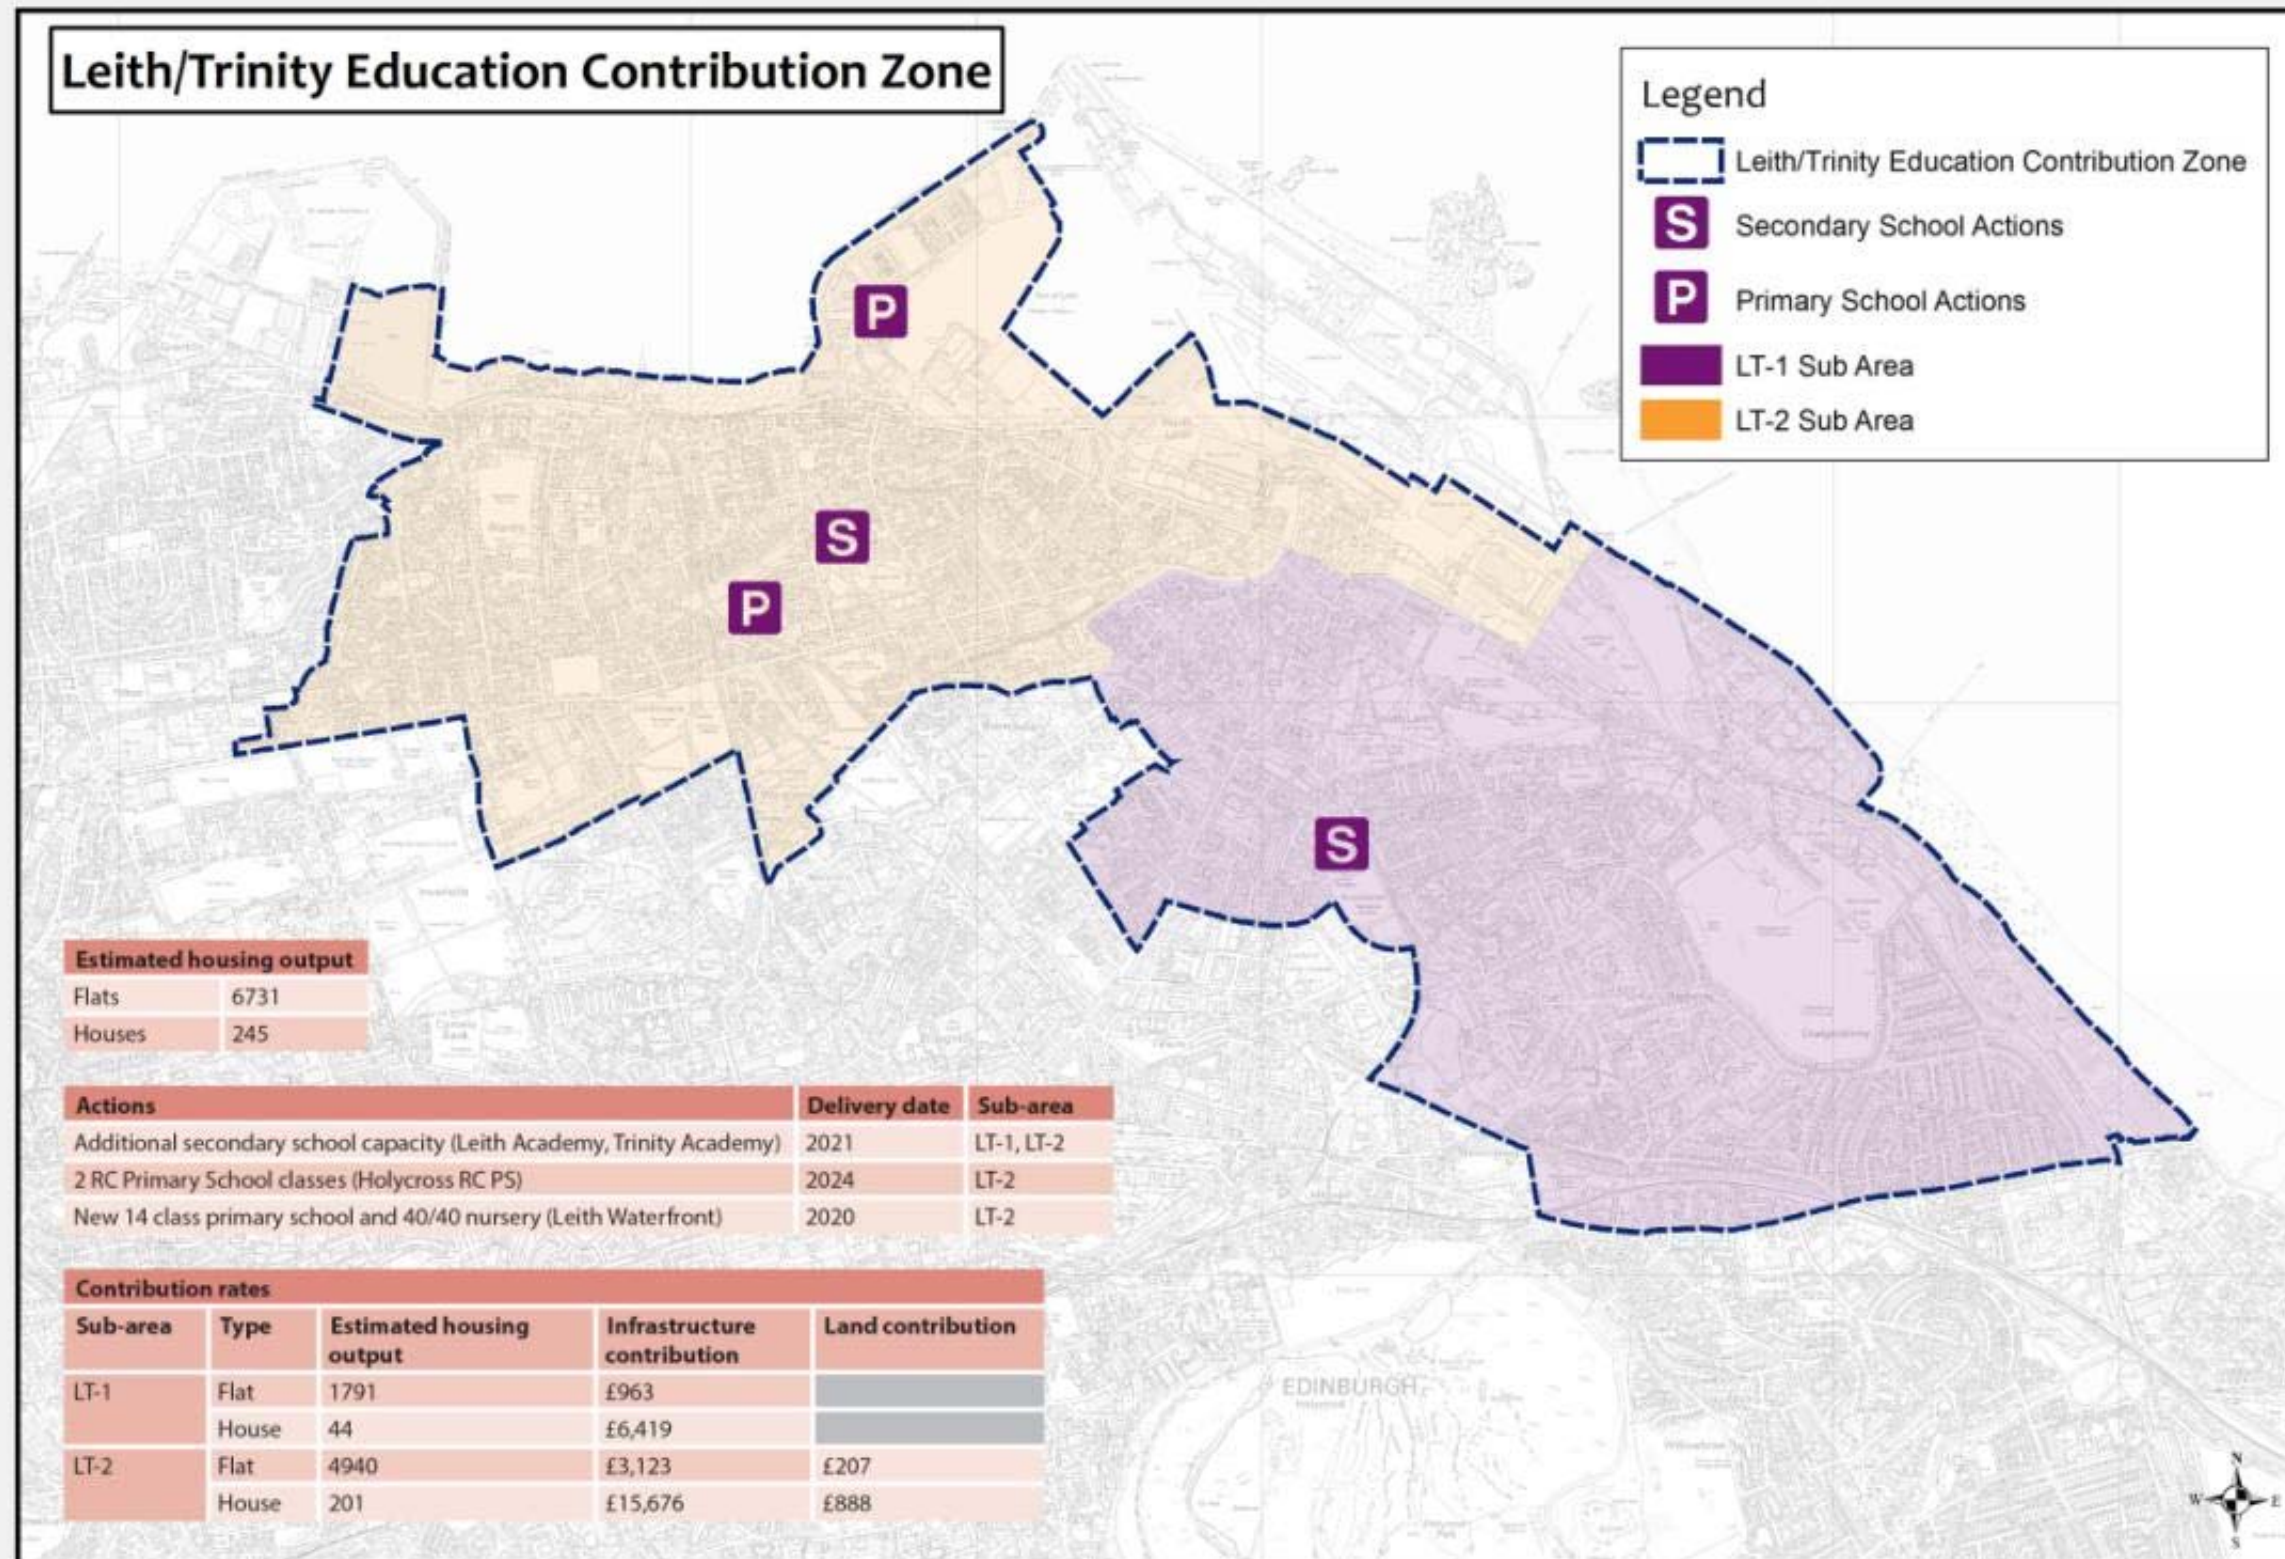 Leith/Trinity Education Contribution Zone
Legend
Leith/Trinity Education Contribution Zone
S Secondary School Actions
P Primary School Actions
LT-1 Sub Area
LT-2 Sub Area
P
S
P
S
Estimated housing output
Flats 6731
Houses 245
Actions Delivery date Sub-area
Additional secondary school capacity (Leith Academy, Trinity Academy) 2021 LT-1, LT-2
2 RC Primary School classes (Holycross RC PS) 2024 LT-2
New 14 class primary school and 40/40 nursery (Leith Waterfront) 2020 LT-2
Contribution rates
Sub-area Type Estimated housing output Infrastructure contribution Land contribution
LT-1 Flat 1791 £963
House 44 £6,419
LT-2 Flat 4940 £3,123 £207
House 201 £15,676 £888
EDINBURGH
N
W E
S